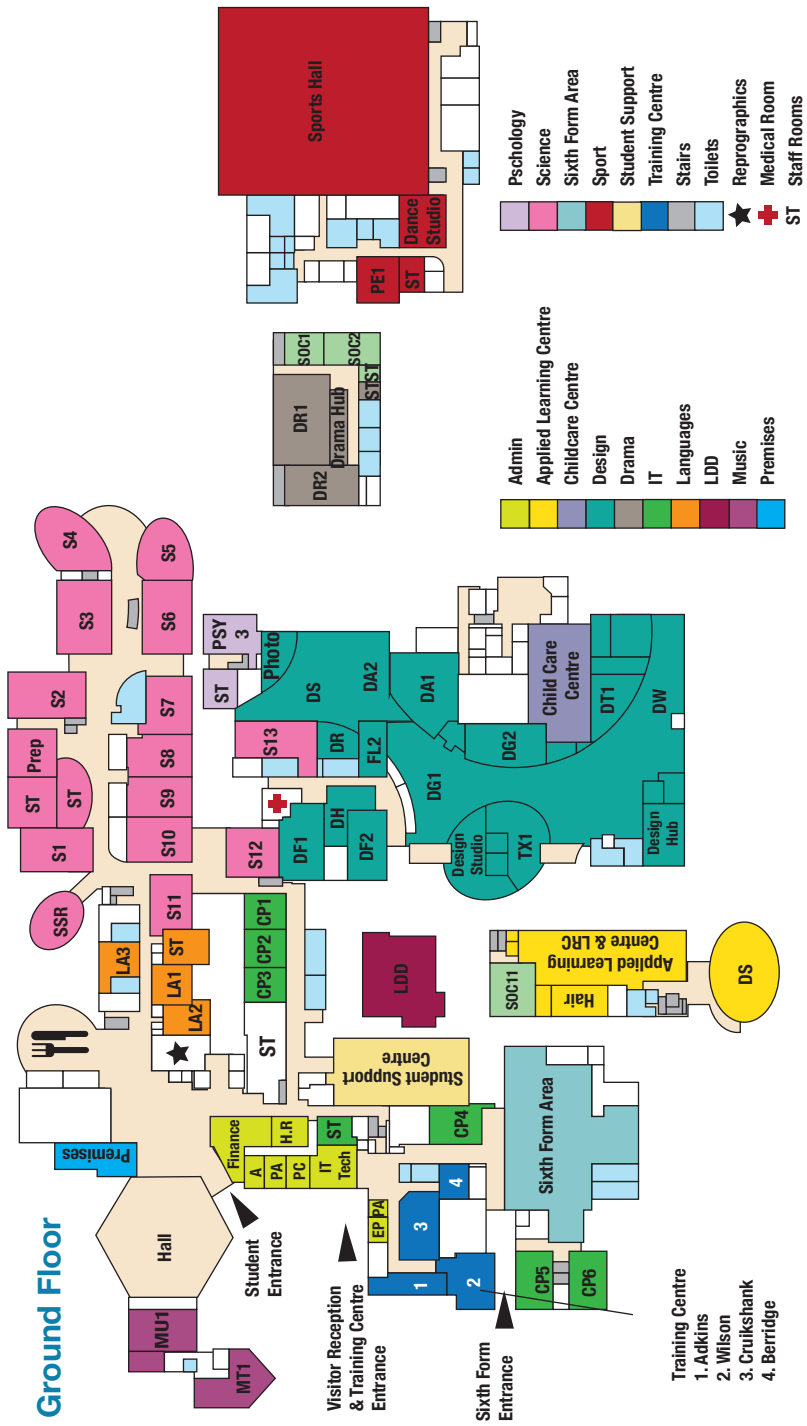 Ground Floor
MU1
MT1
Hall
Premises
Student
Entrance
Visitor Reception
& Training Centre
Entrance
Sixth Form
Entrance
Training Centre
1. Adkins
2. Wilson
3. Cruikshank
4. Berridge
Finance
H.R
A
PA
PC
IT
Tech
ST
EP
PA
1
2
3
4
CP4
CP5
CP6
Sixth Form Area
Student Support
Centre
ST
CP3
CP2
CP1
LA3
LA2
LA1
ST
S11
SSR
S1
ST
ST
Prep
S2
S10
S9
S8
S7
S3
S4
S6
S5
S12
S13
ST
PSY
3
Photo
DS
DA2
DA1
DR
FL2
DF1
DH
DF2
DG1
DG2
Child Care
Centre
DT1
DW
Design
Studio
TX1
Design
Hub
LDD
SOC11
Hair
Applied Learning
Centre & LRC
DS
DR1
DR2
Drama Hub
SOC1
SOC2
ST
ST
Sports Hall
Dance
Studio
PE1
ST
Admin
Applied Learning Centre
Childcare Centre
Design
Drama
IT
Languages
LDD
Music
Premises
Pschology
Science
Sixth Form Area
Sport
Student Support
Training Centre
Stairs
Toilets
Reprographics
Medical Room
ST
Staff Rooms